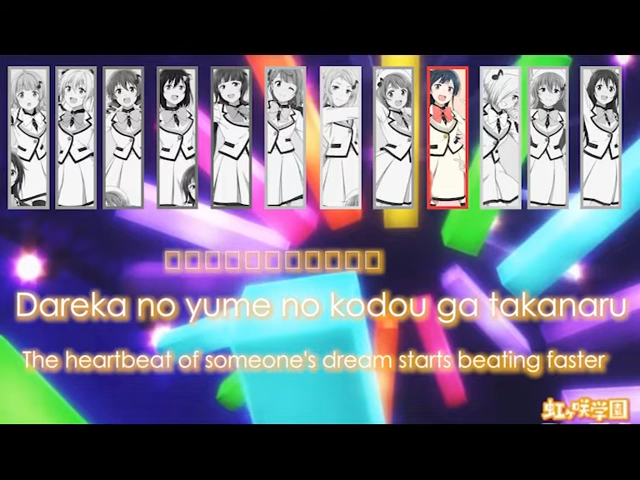 Dareka no yume no kodou ga takanaru
The heartbeat of someone's dream starts beating faster
虹ヶ咲学園